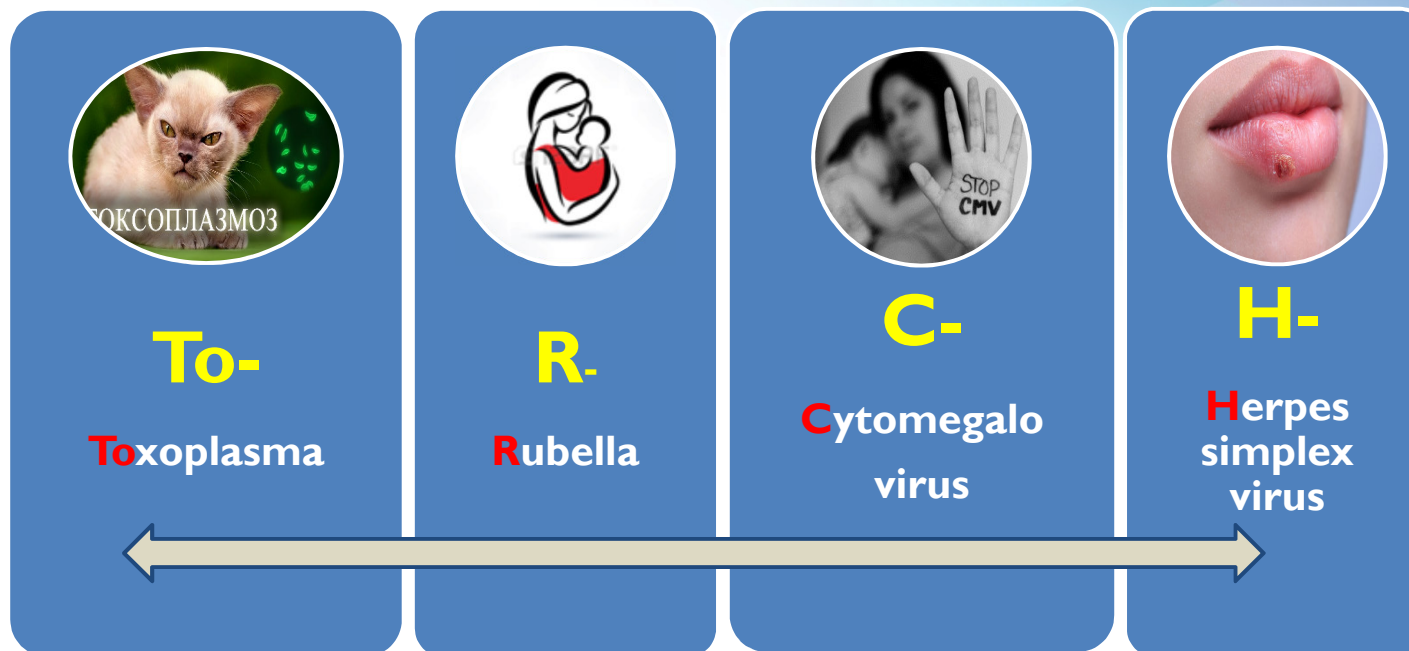 ТОКСОПЛАЗМОЗ
To-
Toxoplasma
R-
Rubella
STOP
CMV
C-
Cytomegalo
virus
H-
Herpes
simplex
virus